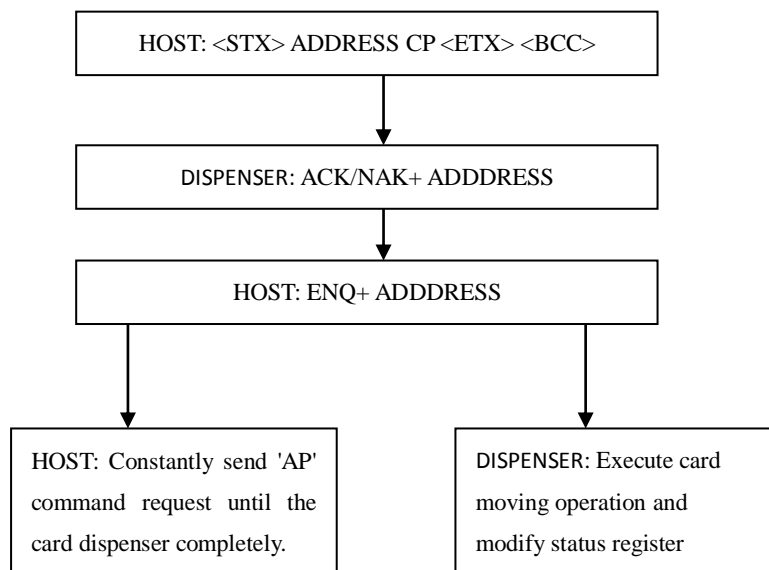 HOST: <STX> ADDRESS CP <ETX> <BCC>
DISPENSER: ACK/NAK+ ADDDRESS
HOST: ENQ+ ADDDRESS
HOST: Constantly send 'AP'
command request until the
card dispenser completely.
DISPENSER: Execute card
moving operation and
modify status register